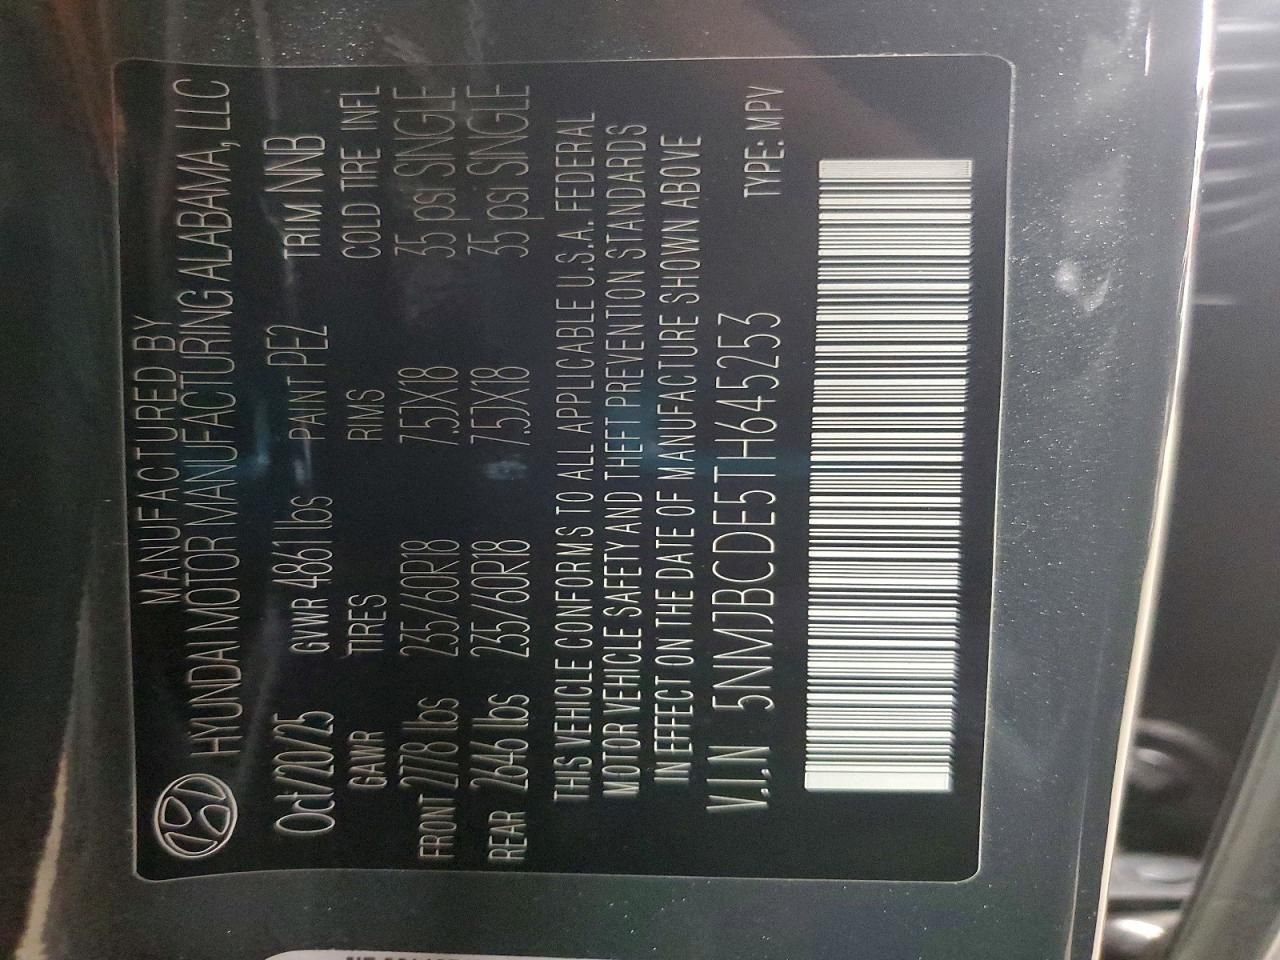 MANUFACTURED BY
HYUNDAI MOTOR MANUFACTURING ALABAMA, LLC
Oct/20/25 GVWR 4861 lbs PAINT PE2 TRIM NNB
GAWR TIRES RIMS COLD TIRE INFL
FRONT 2778 lbs 235/60R18 7.5JX18 35 psi SINGLE
REAR 2646 lbs 235/60R18 7.5JX18 35 psi SINGLE
THIS VEHICLE CONFORMS TO ALL APPLICABLE U.S.A. FEDERAL
MOTOR VEHICLE SAFETY AND THEFT PREVENTION STANDARDS
IN EFFECT ON THE DATE OF MANUFACTURE SHOWN ABOVE
V.I.N 5NMJBCDE5TH645253 TYPE: MPV